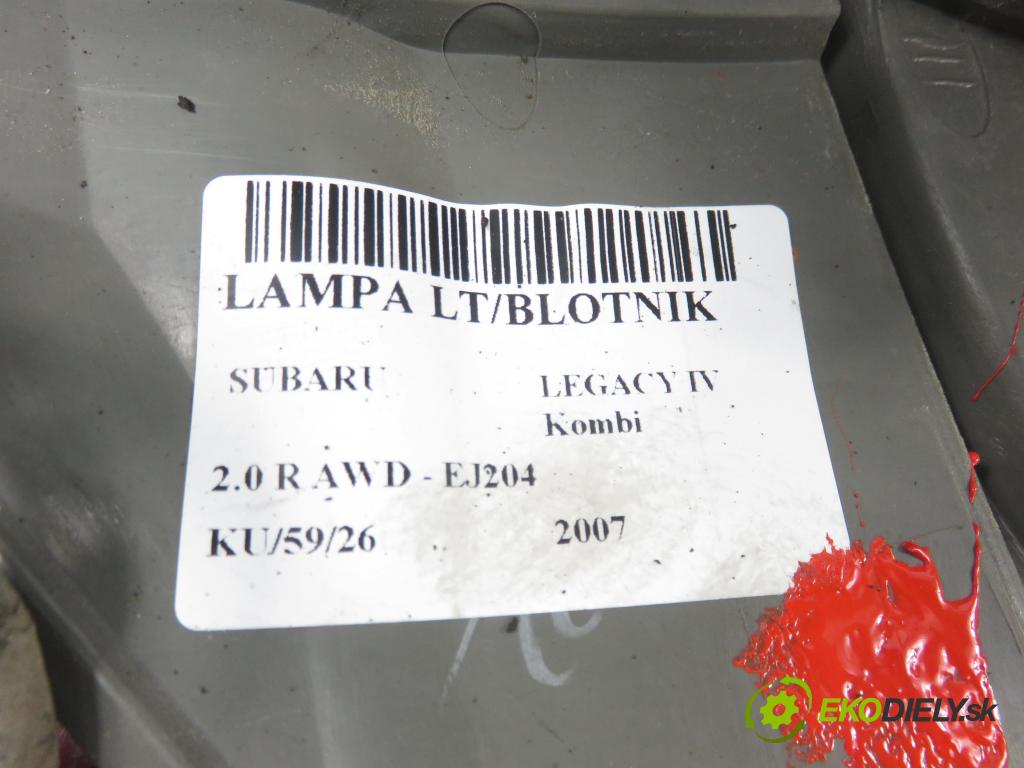 LAMPA LT/BLOTNIK
SUBARU LEGACY IV
Kombi
2.0 R AWD - EJ204
KU/59/26 2007
EKODIELY.sk